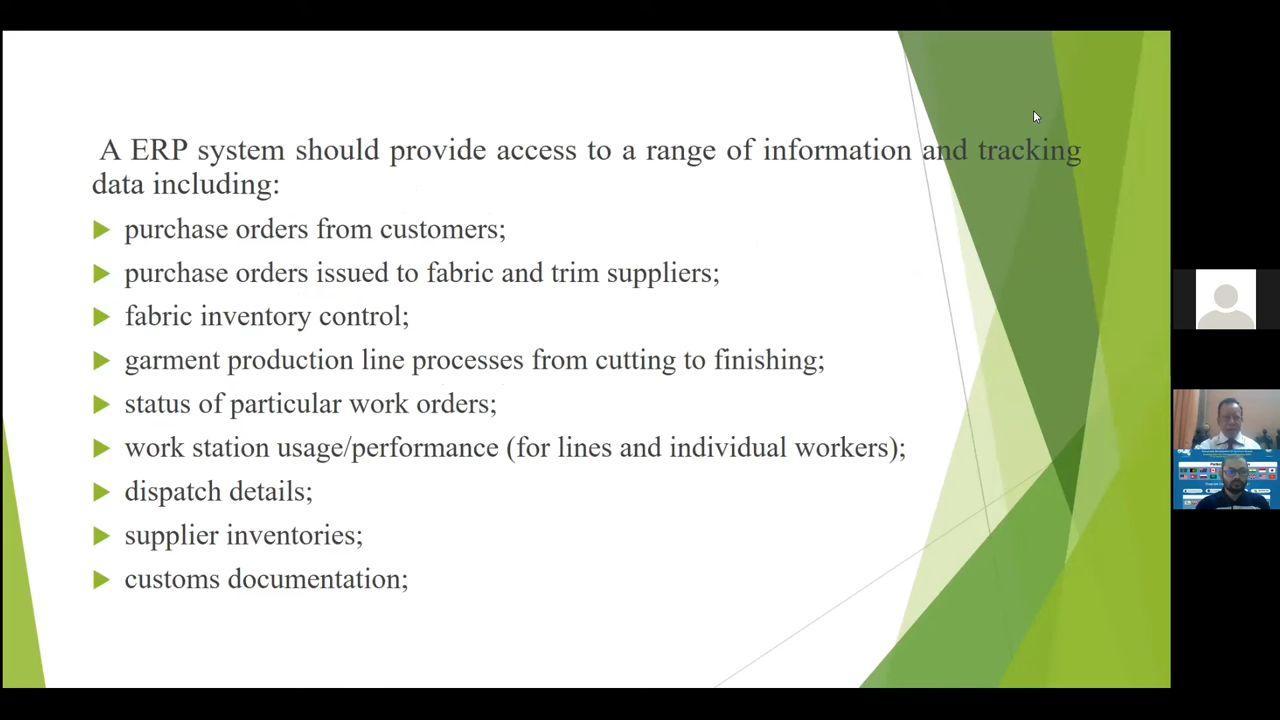 A ERP system should provide access to a range of information and tracking
data including:
purchase orders from customers;
purchase orders issued to fabric and trim suppliers;
fabric inventory control;
garment production line processes from cutting to finishing;
status of particular work orders;
work station usage/performance (for lines and individual workers);
dispatch details;
supplier inventories;
customs documentation;